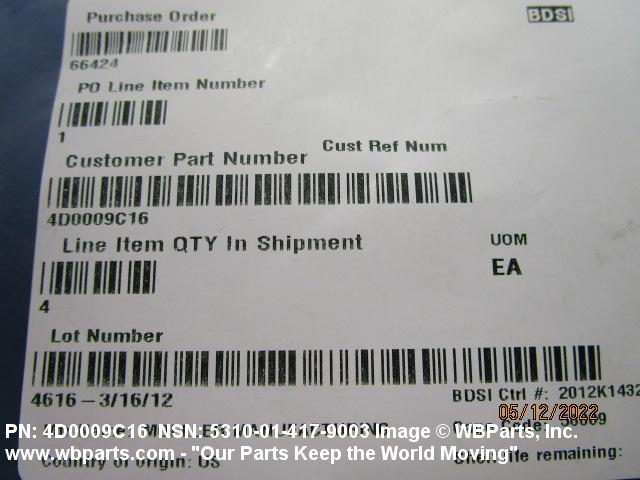 Purchase Order
BDSI
66424
PO Line Item Number
1
Customer Part Number
Cust Ref Num
4D0009C16
Line Item QTY In Shipment
UOM
EA
4
Lot Number
4616 - 3/16/12
BDSI Ctrl #: 2012K1432
05/12/2022
PN: 4D0009C16 NSN: 5310-01-417-9003 Image © WBParts, Inc.
www.wbparts.com - "Our Parts Keep the World Moving"
Country of origin: US
Shelf life remaining: